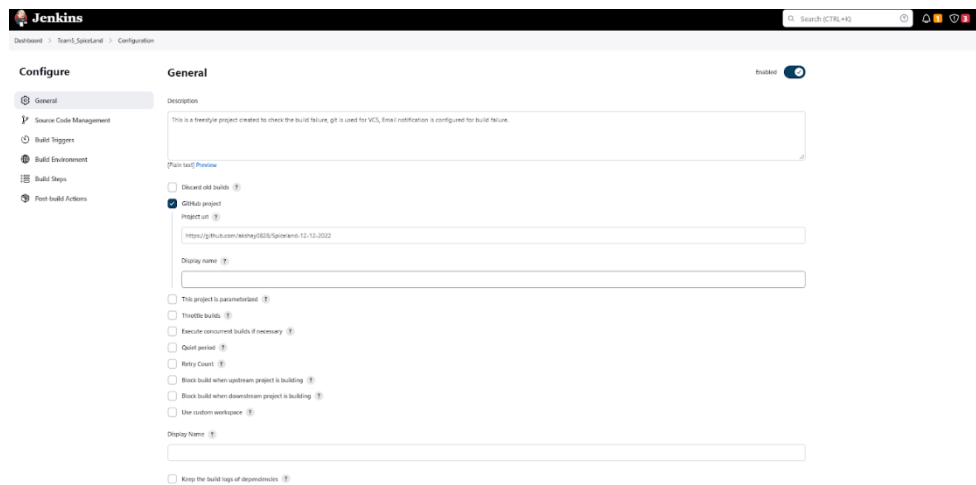 Jenkins
Search (CTRL+K)
1
3
Dashboard > Team5_SpiceLand > Configuration
Configure
General
Source Code Management
Build Triggers
Build Environment
Build Steps
Post-build Actions
General
Enabled
Description
This is a freestyle project created to check the build failure, git is used for VCS, Email notification is configured for build failure.
[Plain text] Preview
Discard old builds ?
GitHub project
Project url ?
https://github.com/akshay0828/Spiceland-12-12-2022
Display name ?
This project is parameterized ?
Throttle builds ?
Execute concurrent builds if necessary ?
Quiet period ?
Retry Count ?
Block build when upstream project is building ?
Block build when downstream project is building ?
Use custom workspace ?
Display Name ?
Keep the build logs of dependencies ?